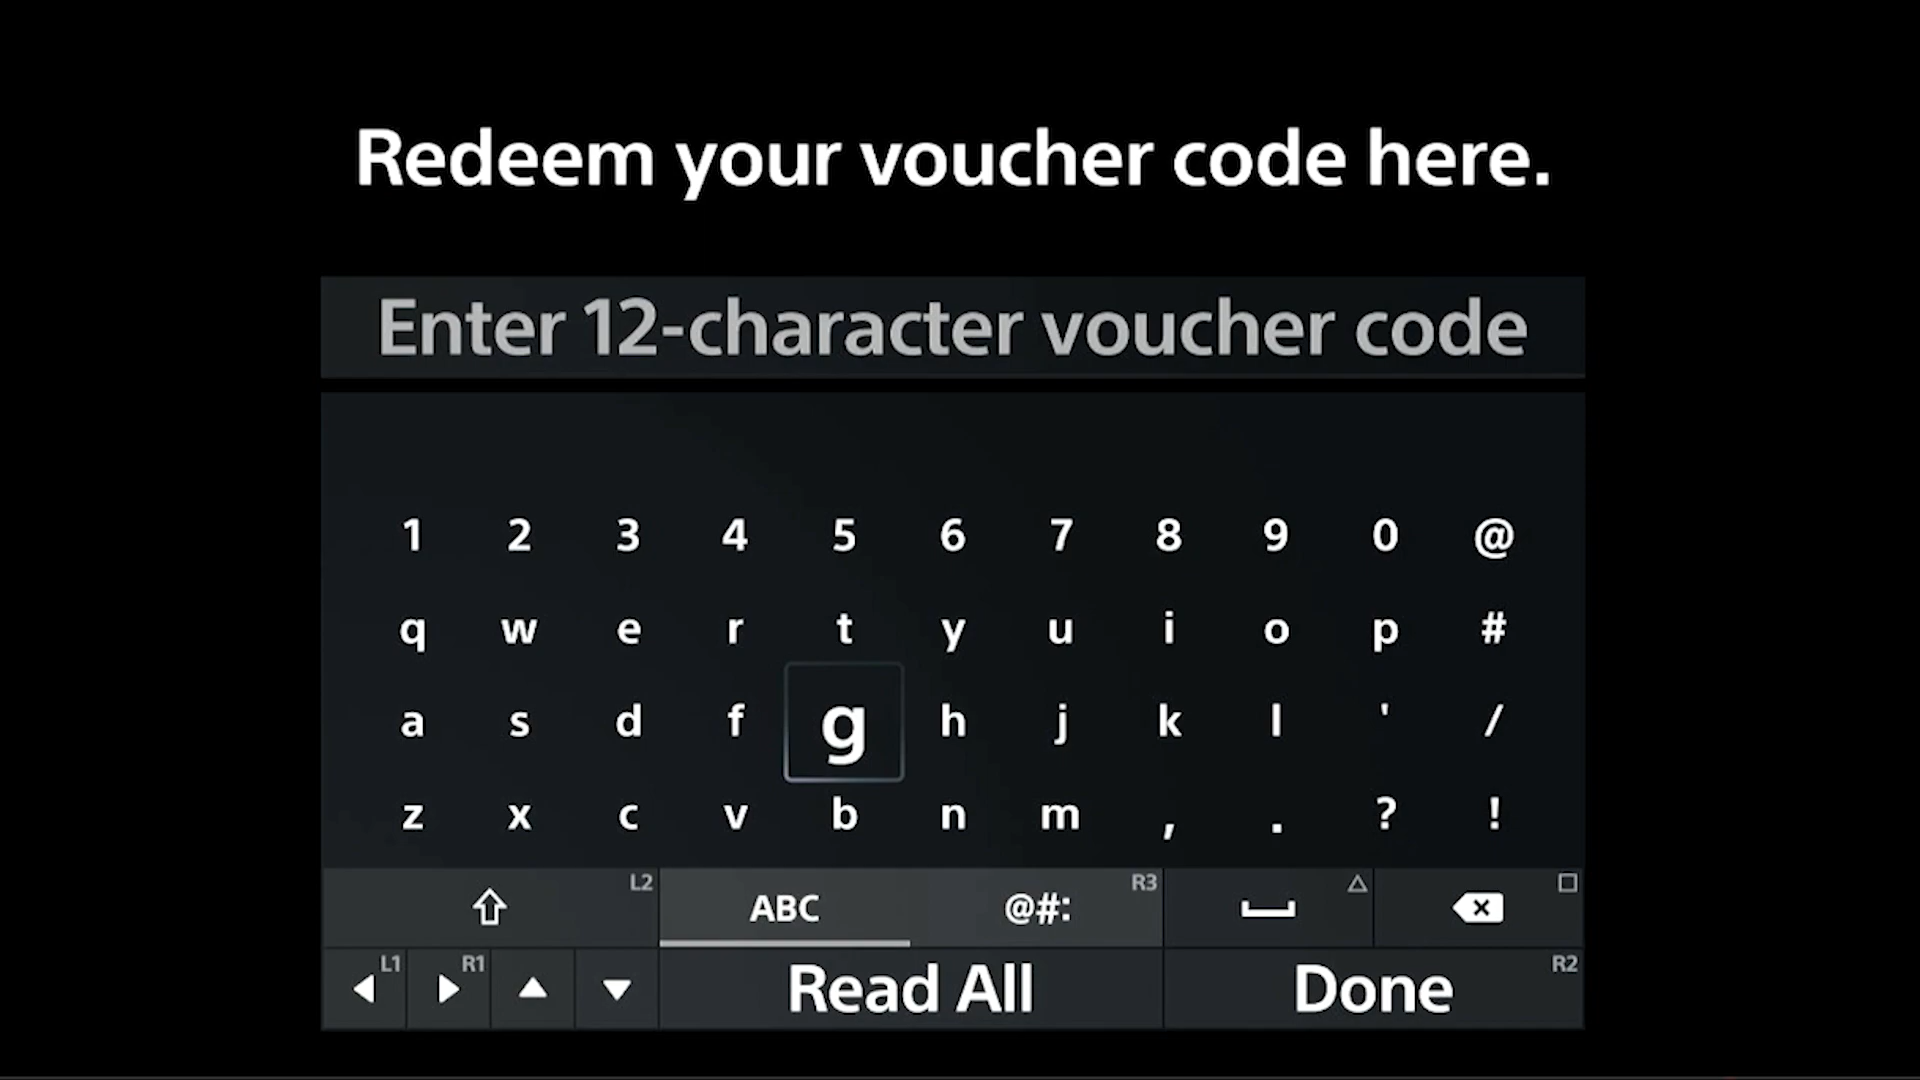 Redeem your voucher code here.
Enter 12-character voucher code
1 2 3 4 5 6 7 8 9 0 @
q w e r t y u i o p #
a s d f g h j k l ' /
z x c v b n m , . ? !
L2 ABC @#: R3
L1 R1 Read All Done R2